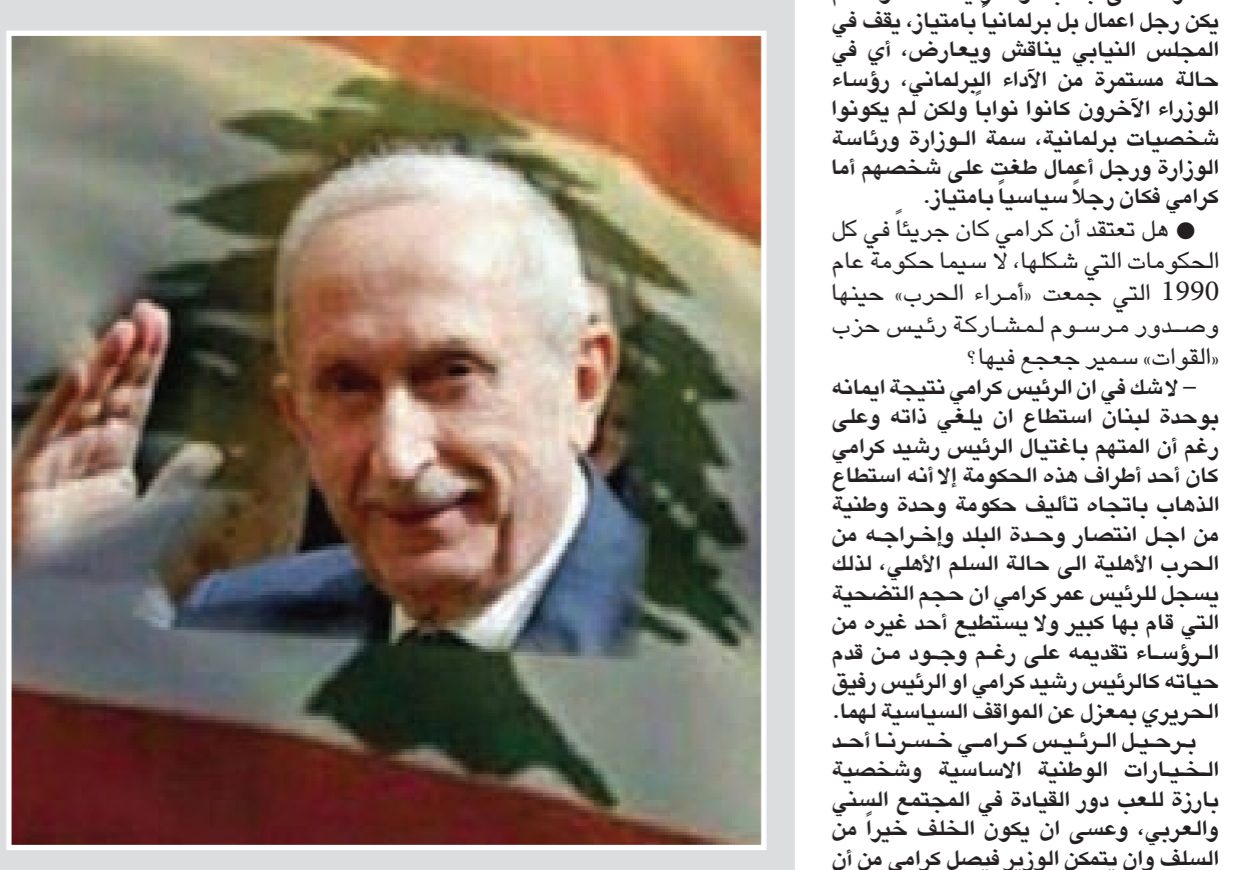 يكن رجل اعمال بل برلمانياً بامتياز، يقف في
المجلس النيابي يناقش ويعارض، أي في
حالة مستمرة من الآداء البرلماني، رؤساء
الوزراء الآخرون كانوا نواباً ولكن لم يكونوا
شخصيات برلمانية، سمة الوزارة ورئاسة
الوزارة ورجل أعمال طغت على شخصهم أما
كرامي فكان رجلاً سياسياً بامتياز.
● هل تعتقد أن كرامي كان جريئاً في كل
الحكومات التي شكلها، لا سيما حكومة عام
1990 التي جمعت «أمراء الحرب» حينها
وصدور مرسوم لمشاركة رئيس حزب
«القوات» سمير جعجع فيها؟
– لاشك في ان الرئيس كرامي نتيجة ايمانه
بوحدة لبنان استطاع ان يلغي ذاته وعلى
رغم أن المتهم باغتيال الرئيس رشيد كرامي
كان أحد أطراف هذه الحكومة إلا أنه استطاع
الذهاب باتجاه تأليف حكومة وحدة وطنية
من اجل انتصار وحدة البلد وإخراجه من
الحرب الأهلية الى حالة السلم الأهلي، لذلك
يسجل للرئيس عمر كرامي ان حجم التضحية
التي قام بها كبير ولا يستطيع أحد غيره من
الرؤساء تقديمه على رغم وجود من قدم
حياته كالرئيس رشيد كرامي او الرئيس رفيق
الحريري بمعزل عن المواقف السياسية لهما.
برحيل الرئيس كرامي خسرنا أحد
الخيارات الوطنية الاساسية وشخصية
بارزة للعب دور القيادة في المجتمع السني
والعربي، وعسى ان يكون الخلف خيراً من
السلف وان يتمكن الوزير فيصل كرامي من أن